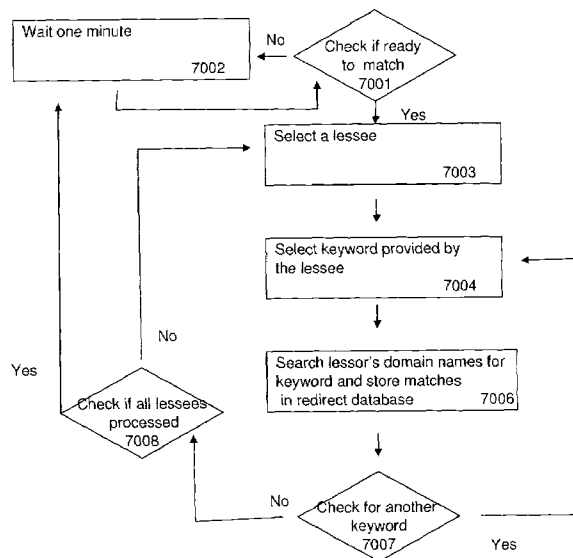 Wait one minute
7002
No
Check if ready
to match
7001
Yes
Select a lessee
7003
Select keyword provided by
the lessee
7004
No
Yes
Search lessor's domain names for
keyword and store matches
in redirect database
7006
Check if all lessees
processed
7008
No
Check for another
keyword
7007
Yes